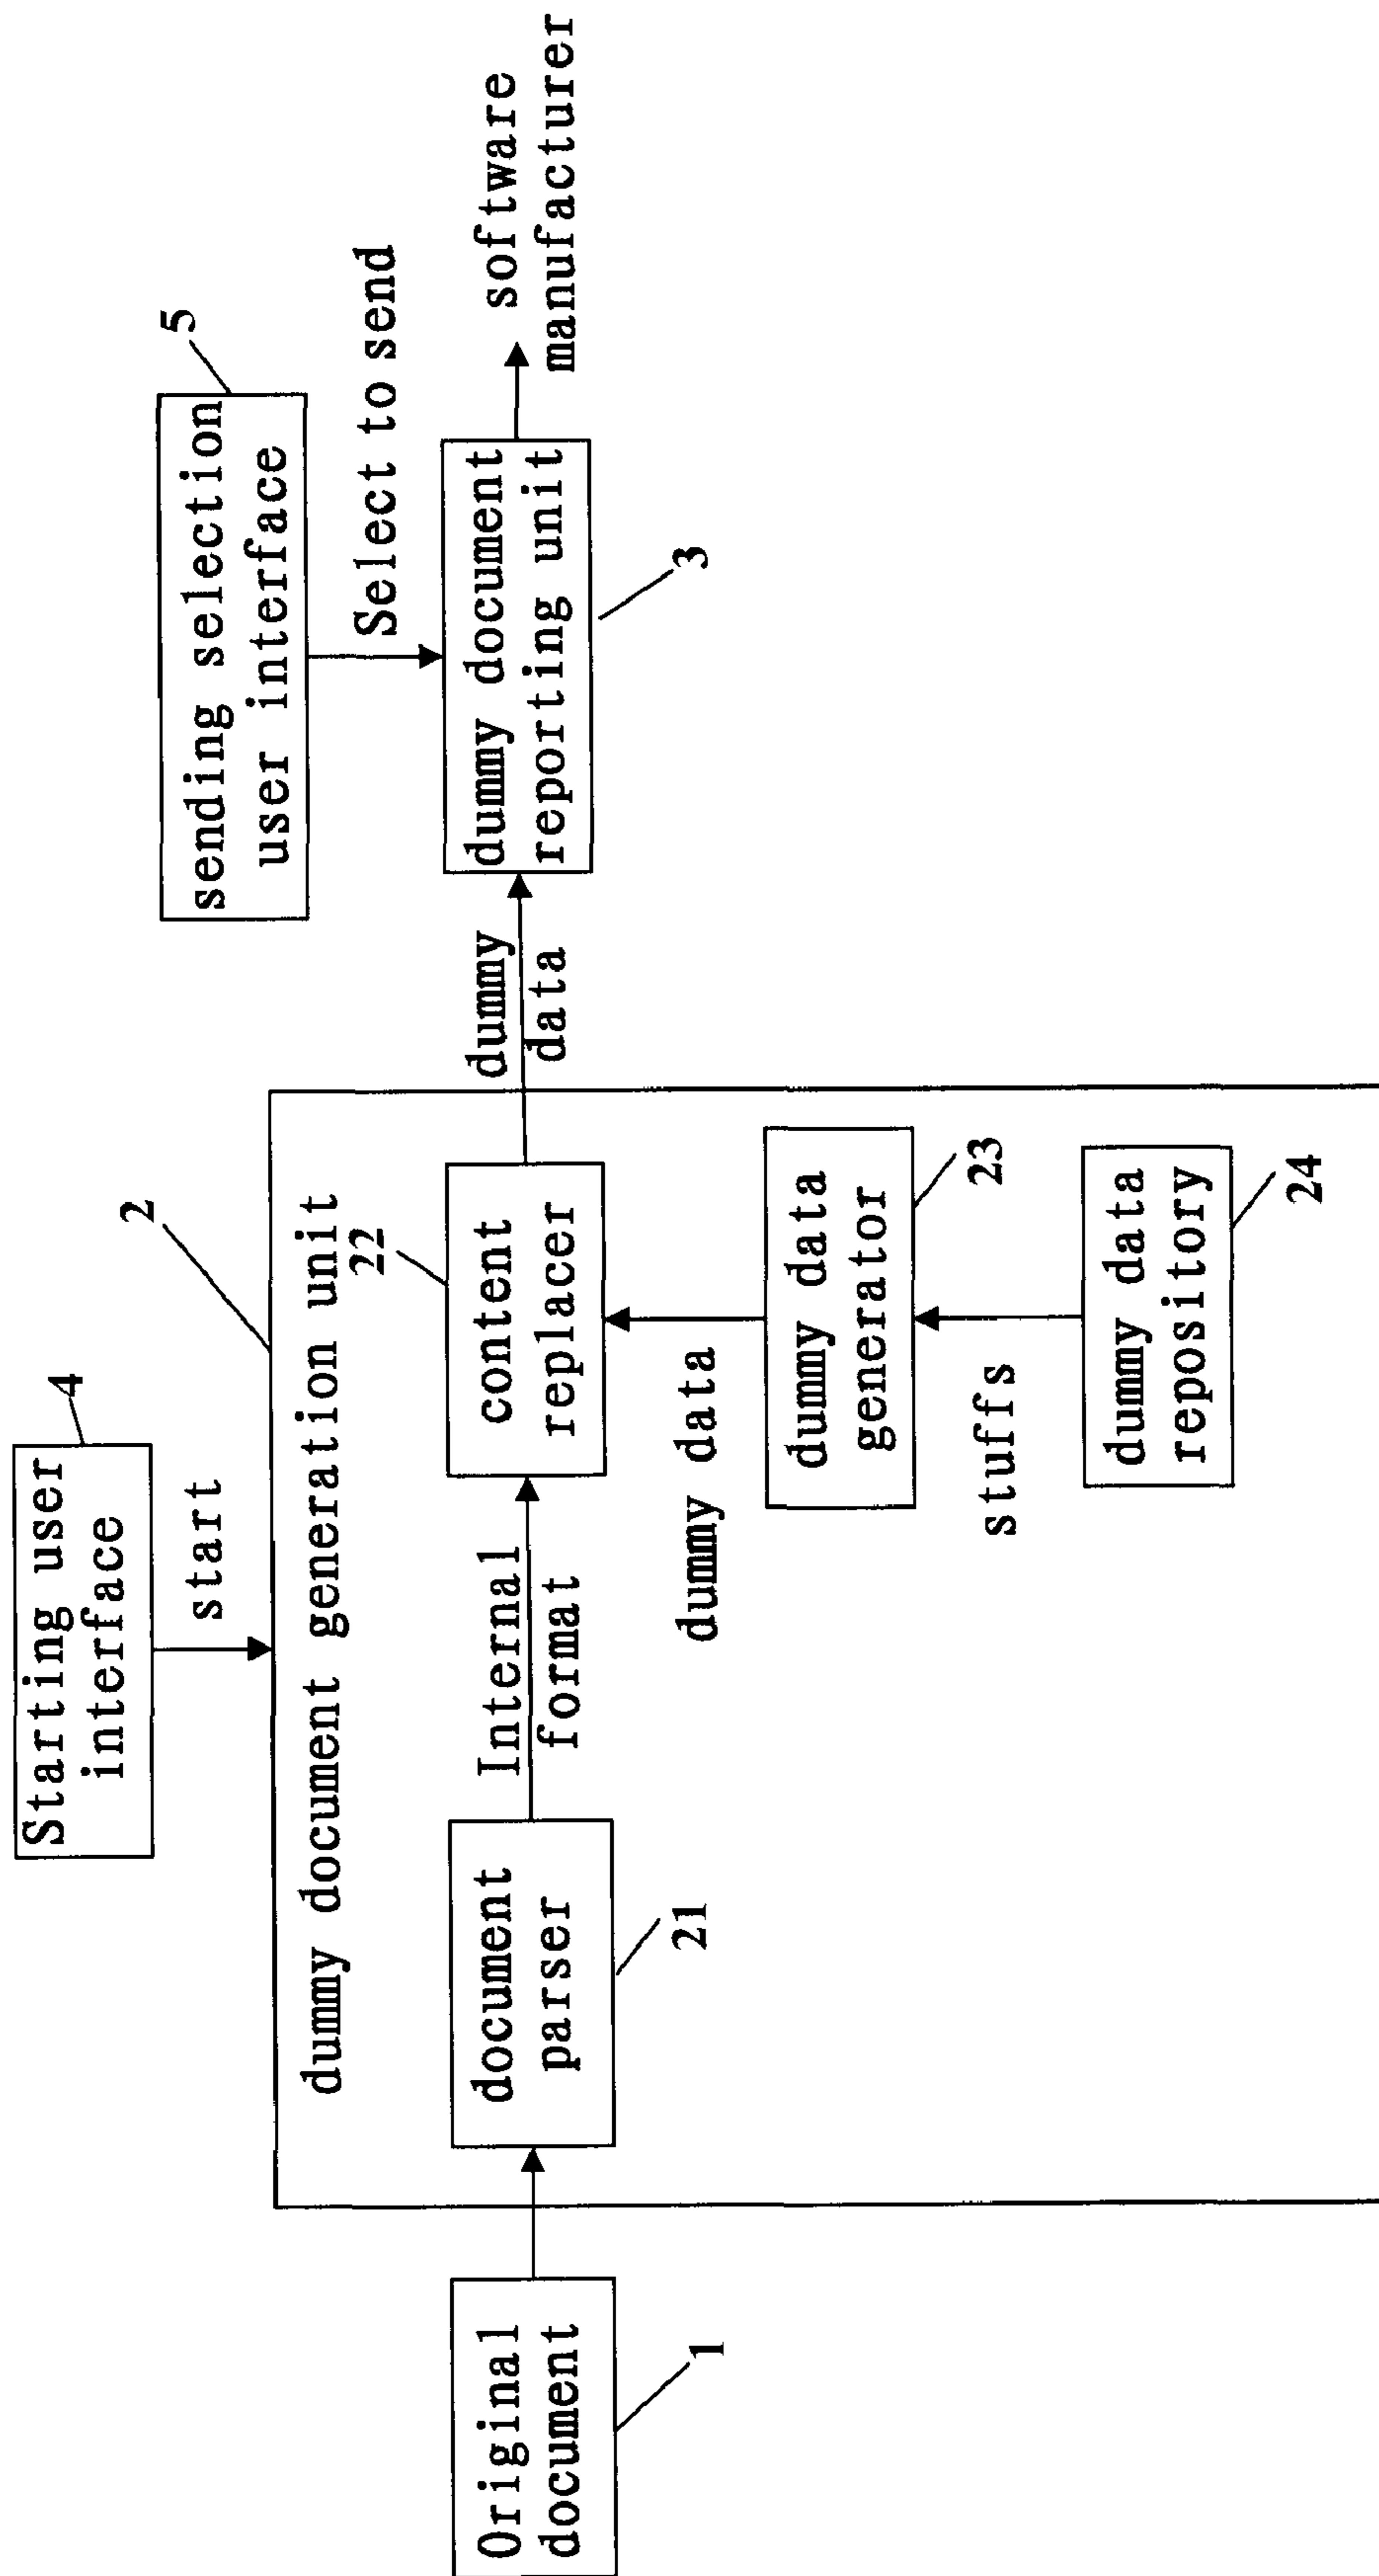 Starting user
interface
4
start
2
dummy document generation unit
Original
document
1
document
parser
21
Internal
format
22
content
replacer
dummy data
dummy data
generator
23
stuffs
dummy data
repository
24
dummy
data
sending selection
user interface
5
Select to send
dummy document
reporting unit
3
software
manufacturer